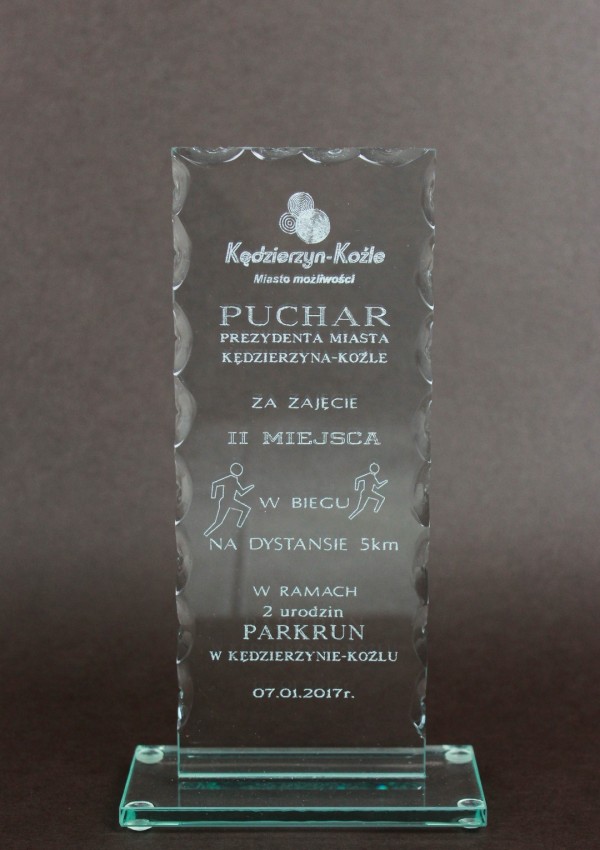 Kędzierzyn-Koźle
Miasto możliwości
PUCHAR
PREZYDENTA MIASTA
KĘDZIERZYNA-KOŹLE
ZA ZAJĘCIE
II MIEJSCA
W BIEGU
NA DYSTANSIE 5km
W RAMACH
2 urodzin
PARKRUN
W KĘDZIERZYNIE-KOŹLU
07.01.2017r.